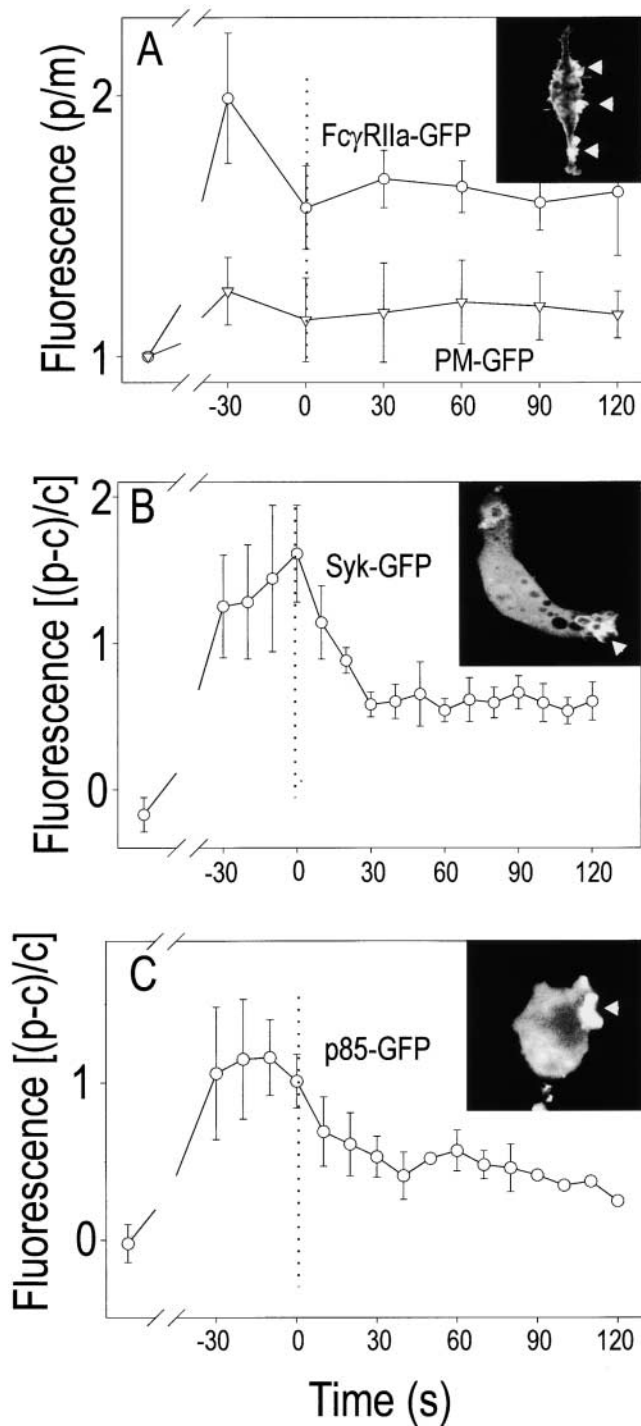 A
Fluorescence (p/m)
2
1
FcγRIIa-GFP
PM-GFP
-30 0 30 60 90 120
B
Fluorescence [(p-c)/c]
2
1
0
Syk-GFP
-30 0 30 60 90 120
C
Fluorescence [(p-c)/c]
1
0
p85-GFP
-30 0 30 60 90 120
Time (s)